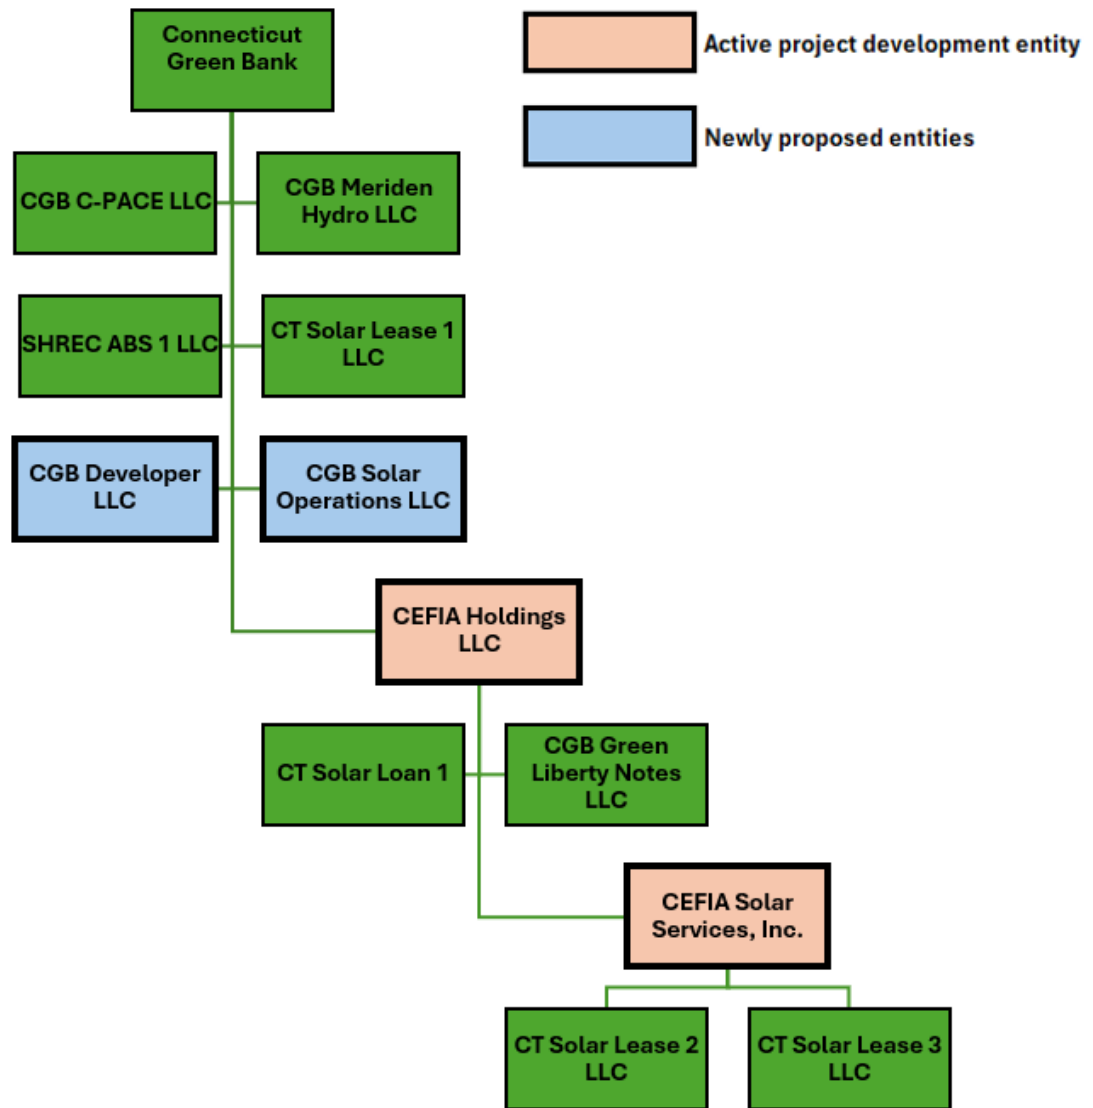 Connecticut
Green Bank
Active project development entity
Newly proposed entities
CGB C-PACE LLC
CGB Meriden
Hydro LLC
SHREC ABS 1 LLC
CT Solar Lease 1
LLC
CGB Developer
LLC
CGB Solar
Operations LLC
CEFIA Holdings
LLC
CT Solar Loan 1
CGB Green
Liberty Notes
LLC
CEFIA Solar
Services, Inc.
CT Solar Lease 2
LLC
CT Solar Lease 3
LLC